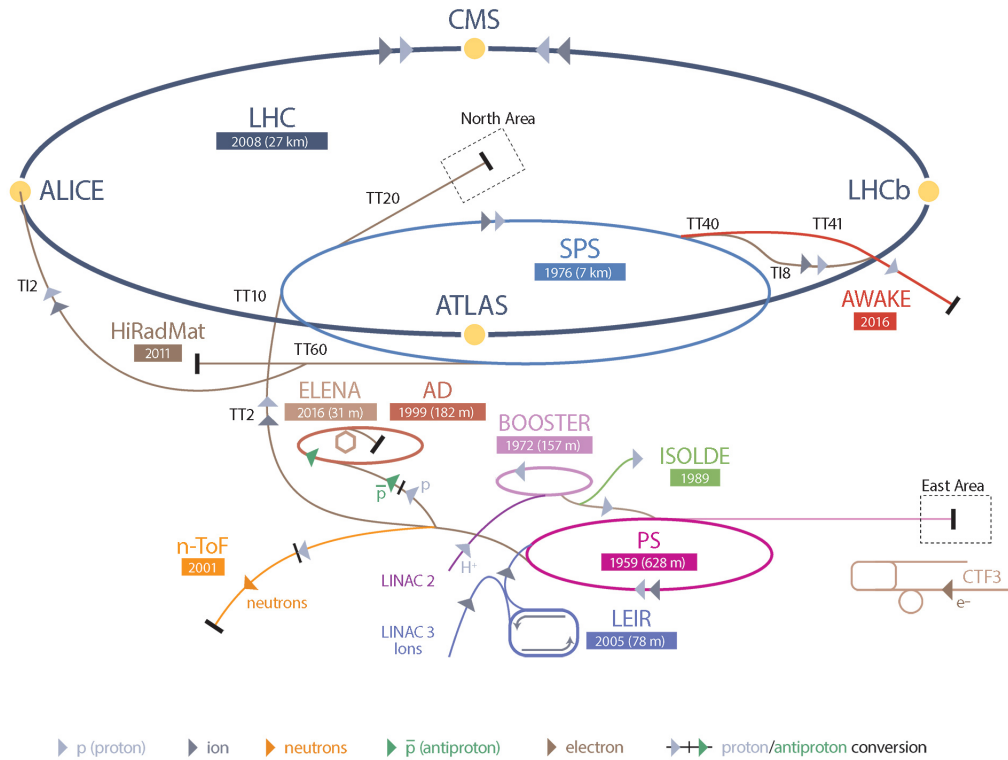 CMS
LHC
2008 (27 km)
North Area
ALICE
TT20
LHCb
TT40
TT41
SPS
1976 (7 km)
TI2
TI8
TT10
ATLAS
AWAKE
2016
HiRadMat
2011
TT60
ELENA
2016 (31 m)
AD
1999 (182 m)
TT2
BOOSTER
1972 (157 m)
ISOLDE
1989
p̅
p
East Area
n-ToF
2001
neutrons
LINAC 2
H⁺
PS
1959 (628 m)
CTF3
e⁻
LINAC 3
Ions
LEIR
2005 (78 m)
p (proton)
ion
neutrons
p̅ (antiproton)
electron
proton/antiproton conversion